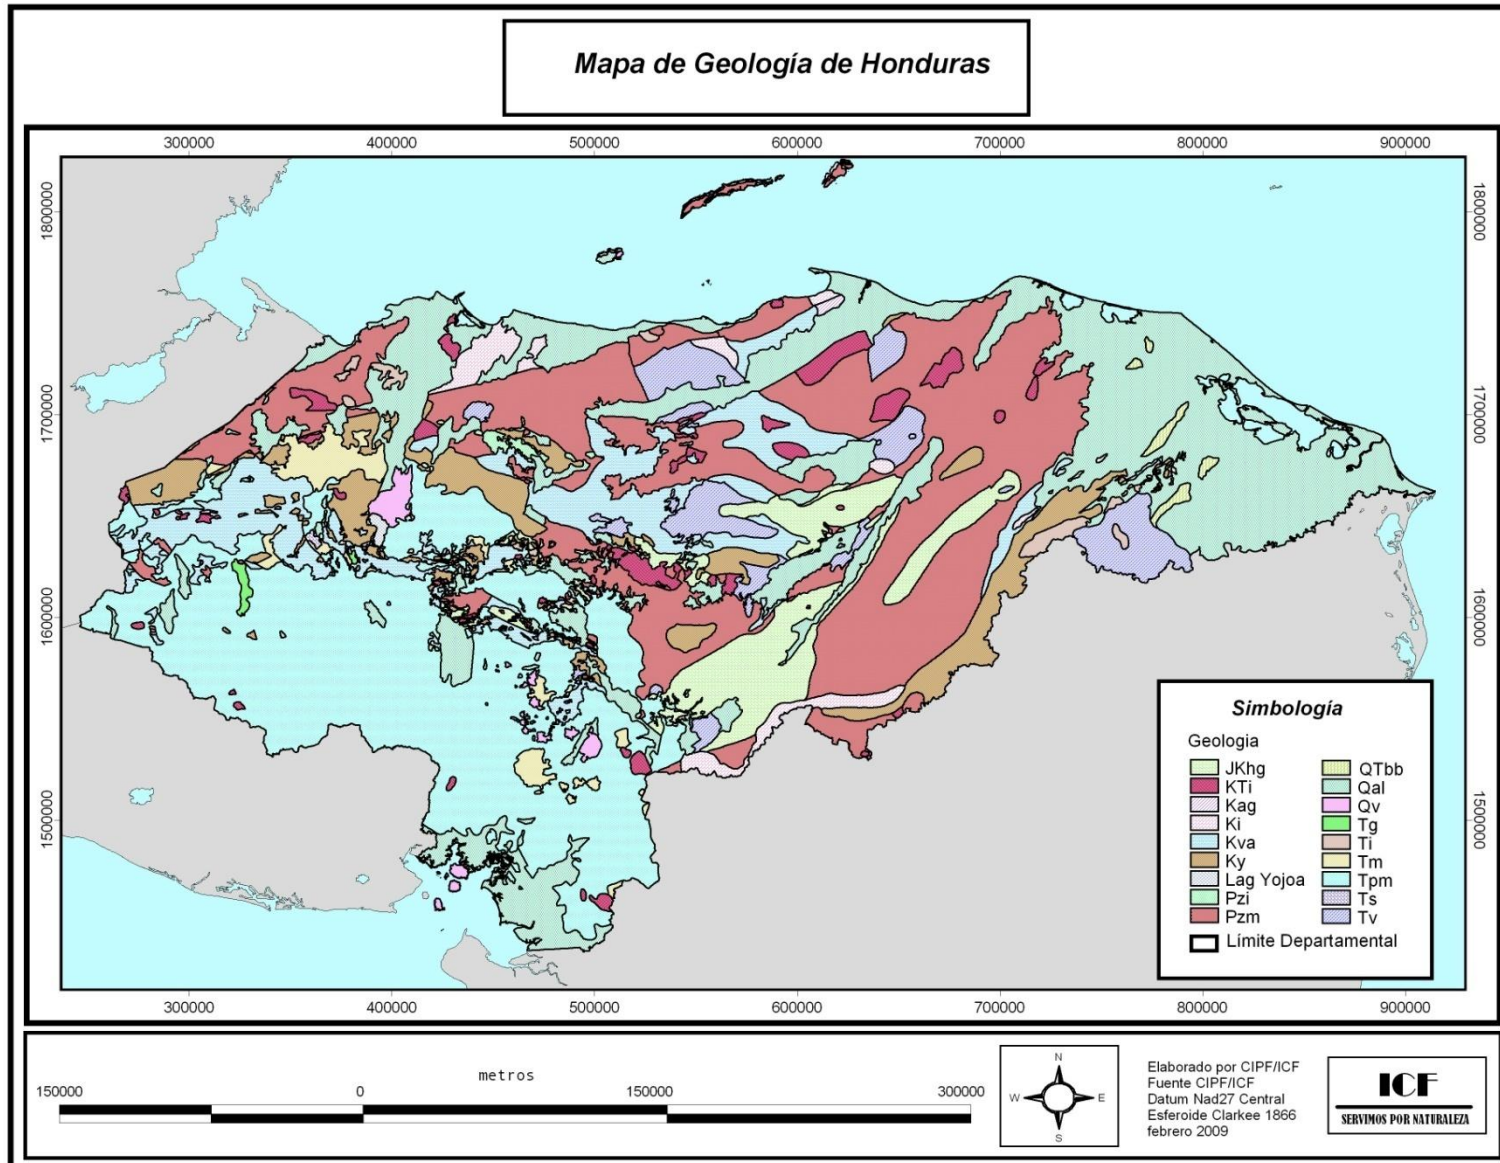 Mapa de Geología de Honduras
300000 400000 500000 600000 700000 800000 900000
1800000 1800000
1700000 1700000
1600000 1600000
1500000 1500000
Simbología
Geologia
JKhg QTbb
KTi Qal
Kag Qv
Ki Tg
Kva Ti
Ky Tm
Lag Yojoa Tpm
Pzi Ts
Pzm Tv
Límite Departamental
300000 400000 500000 600000 700000 800000 900000
metros
150000 0 150000 300000
N
W E
S
Elaborado por CIPF/ICF
Fuente CIPF/ICF
Datum Nad27 Central
Esferoide Clarkee 1866
febrero 2009
ICF
SERVIMOS POR NATURALEZA